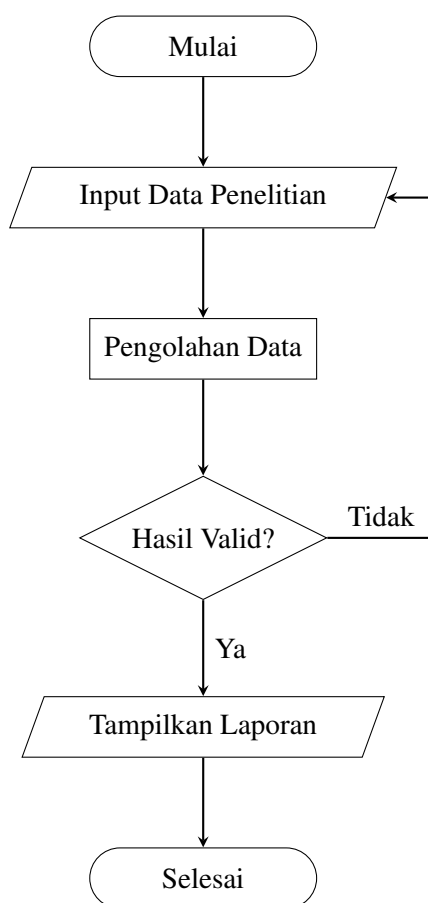 Mulai
Input Data Penelitian
Pengolahan Data
Hasil Valid?
Tidak
Ya
Tampilkan Laporan
Selesai